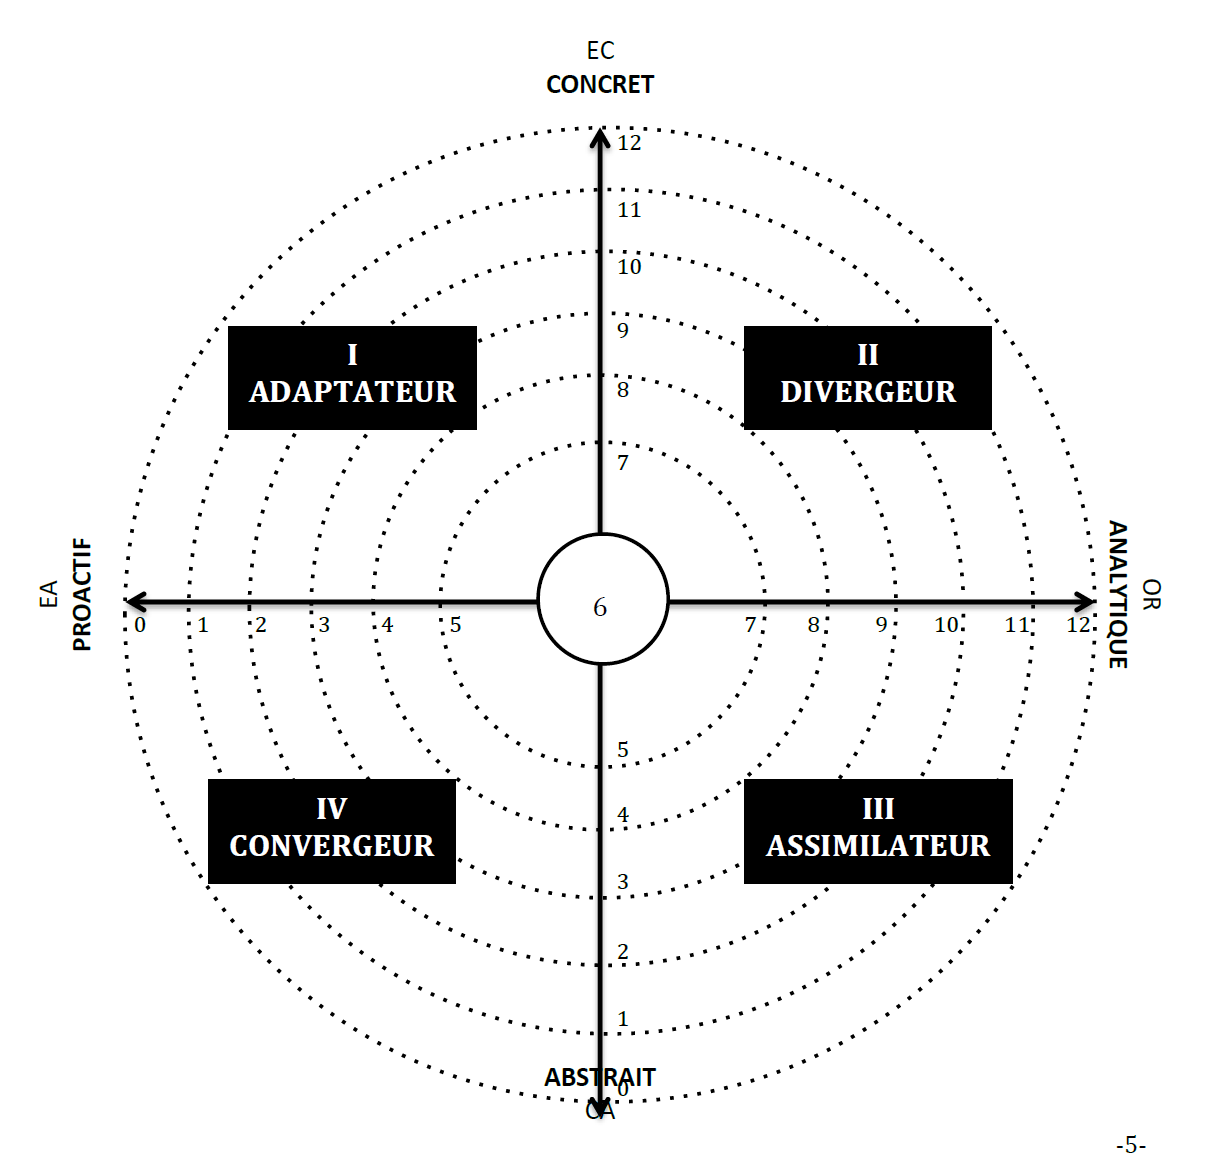 EC
CONCRET
12
11
10
9
8
7
I
ADAPTATEUR
II
DIVERGEUR
EA
PROACTIF
0 1 2 3 4 5 6 7 8 9 10 11 12
ANALYTIQUE
OR
5
4
3
2
1
0
IV
CONVERGEUR
III
ASSIMILATEUR
ABSTRAIT
CA
-5-